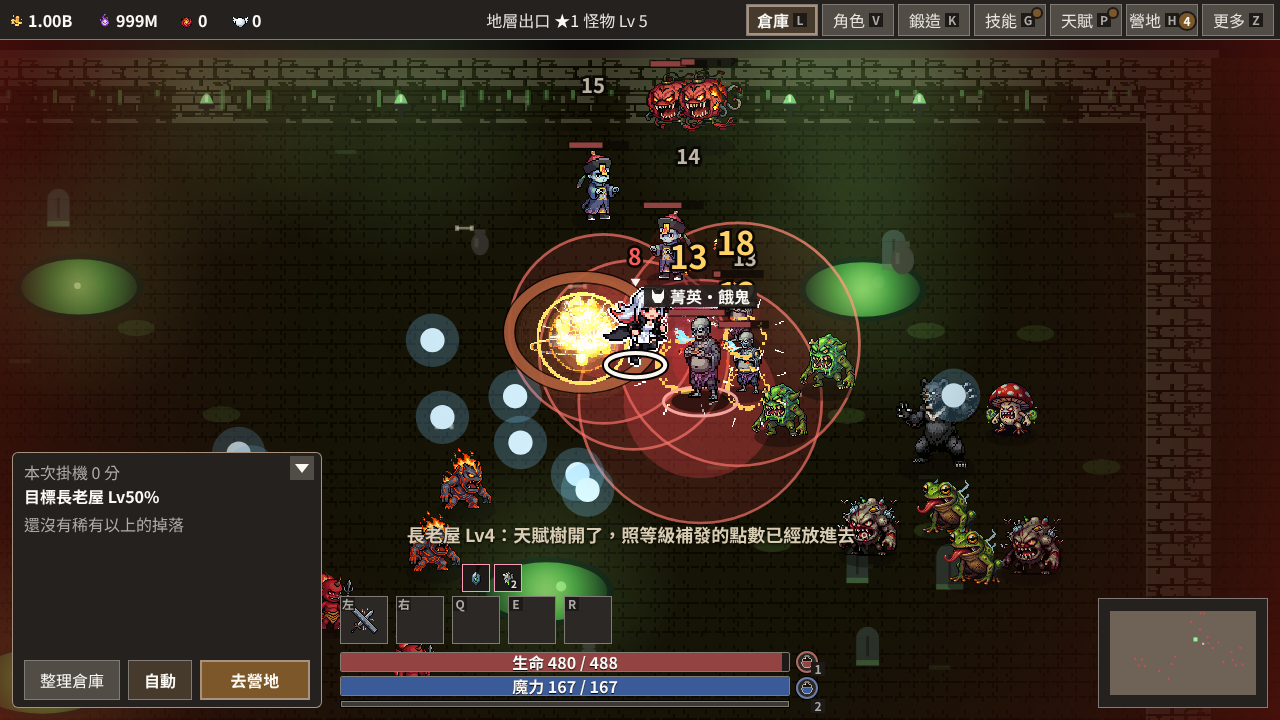 1.00B 999M 0 0
地層出口 ★1 怪物 Lv 5
倉庫 L 角色 V 鍛造 K 技能 G 天賦 P 營地 H 4 更多 Z
15
14
18
8 13
13
菁英・餓鬼
本次掛機 0 分
目標長老屋 Lv50%
還沒有稀有以上的掉落
整理倉庫 自動 去營地
長老屋 Lv4：天賦樹開了，照等級補發的點數已經放進去
2
左 右 Q E R
生命 480 / 488
1
魔力 167 / 167
2